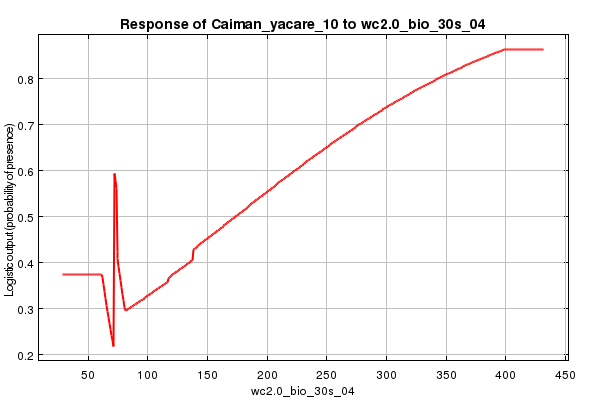 Response of Caiman_yacare_10 to wc2.0_bio_30s_04
Logistic output (probability of presence)
0.8
0.7
0.6
0.5
0.4
0.3
0.2
50 100 150 200 250 300 350 400 450
wc2.0_bio_30s_04